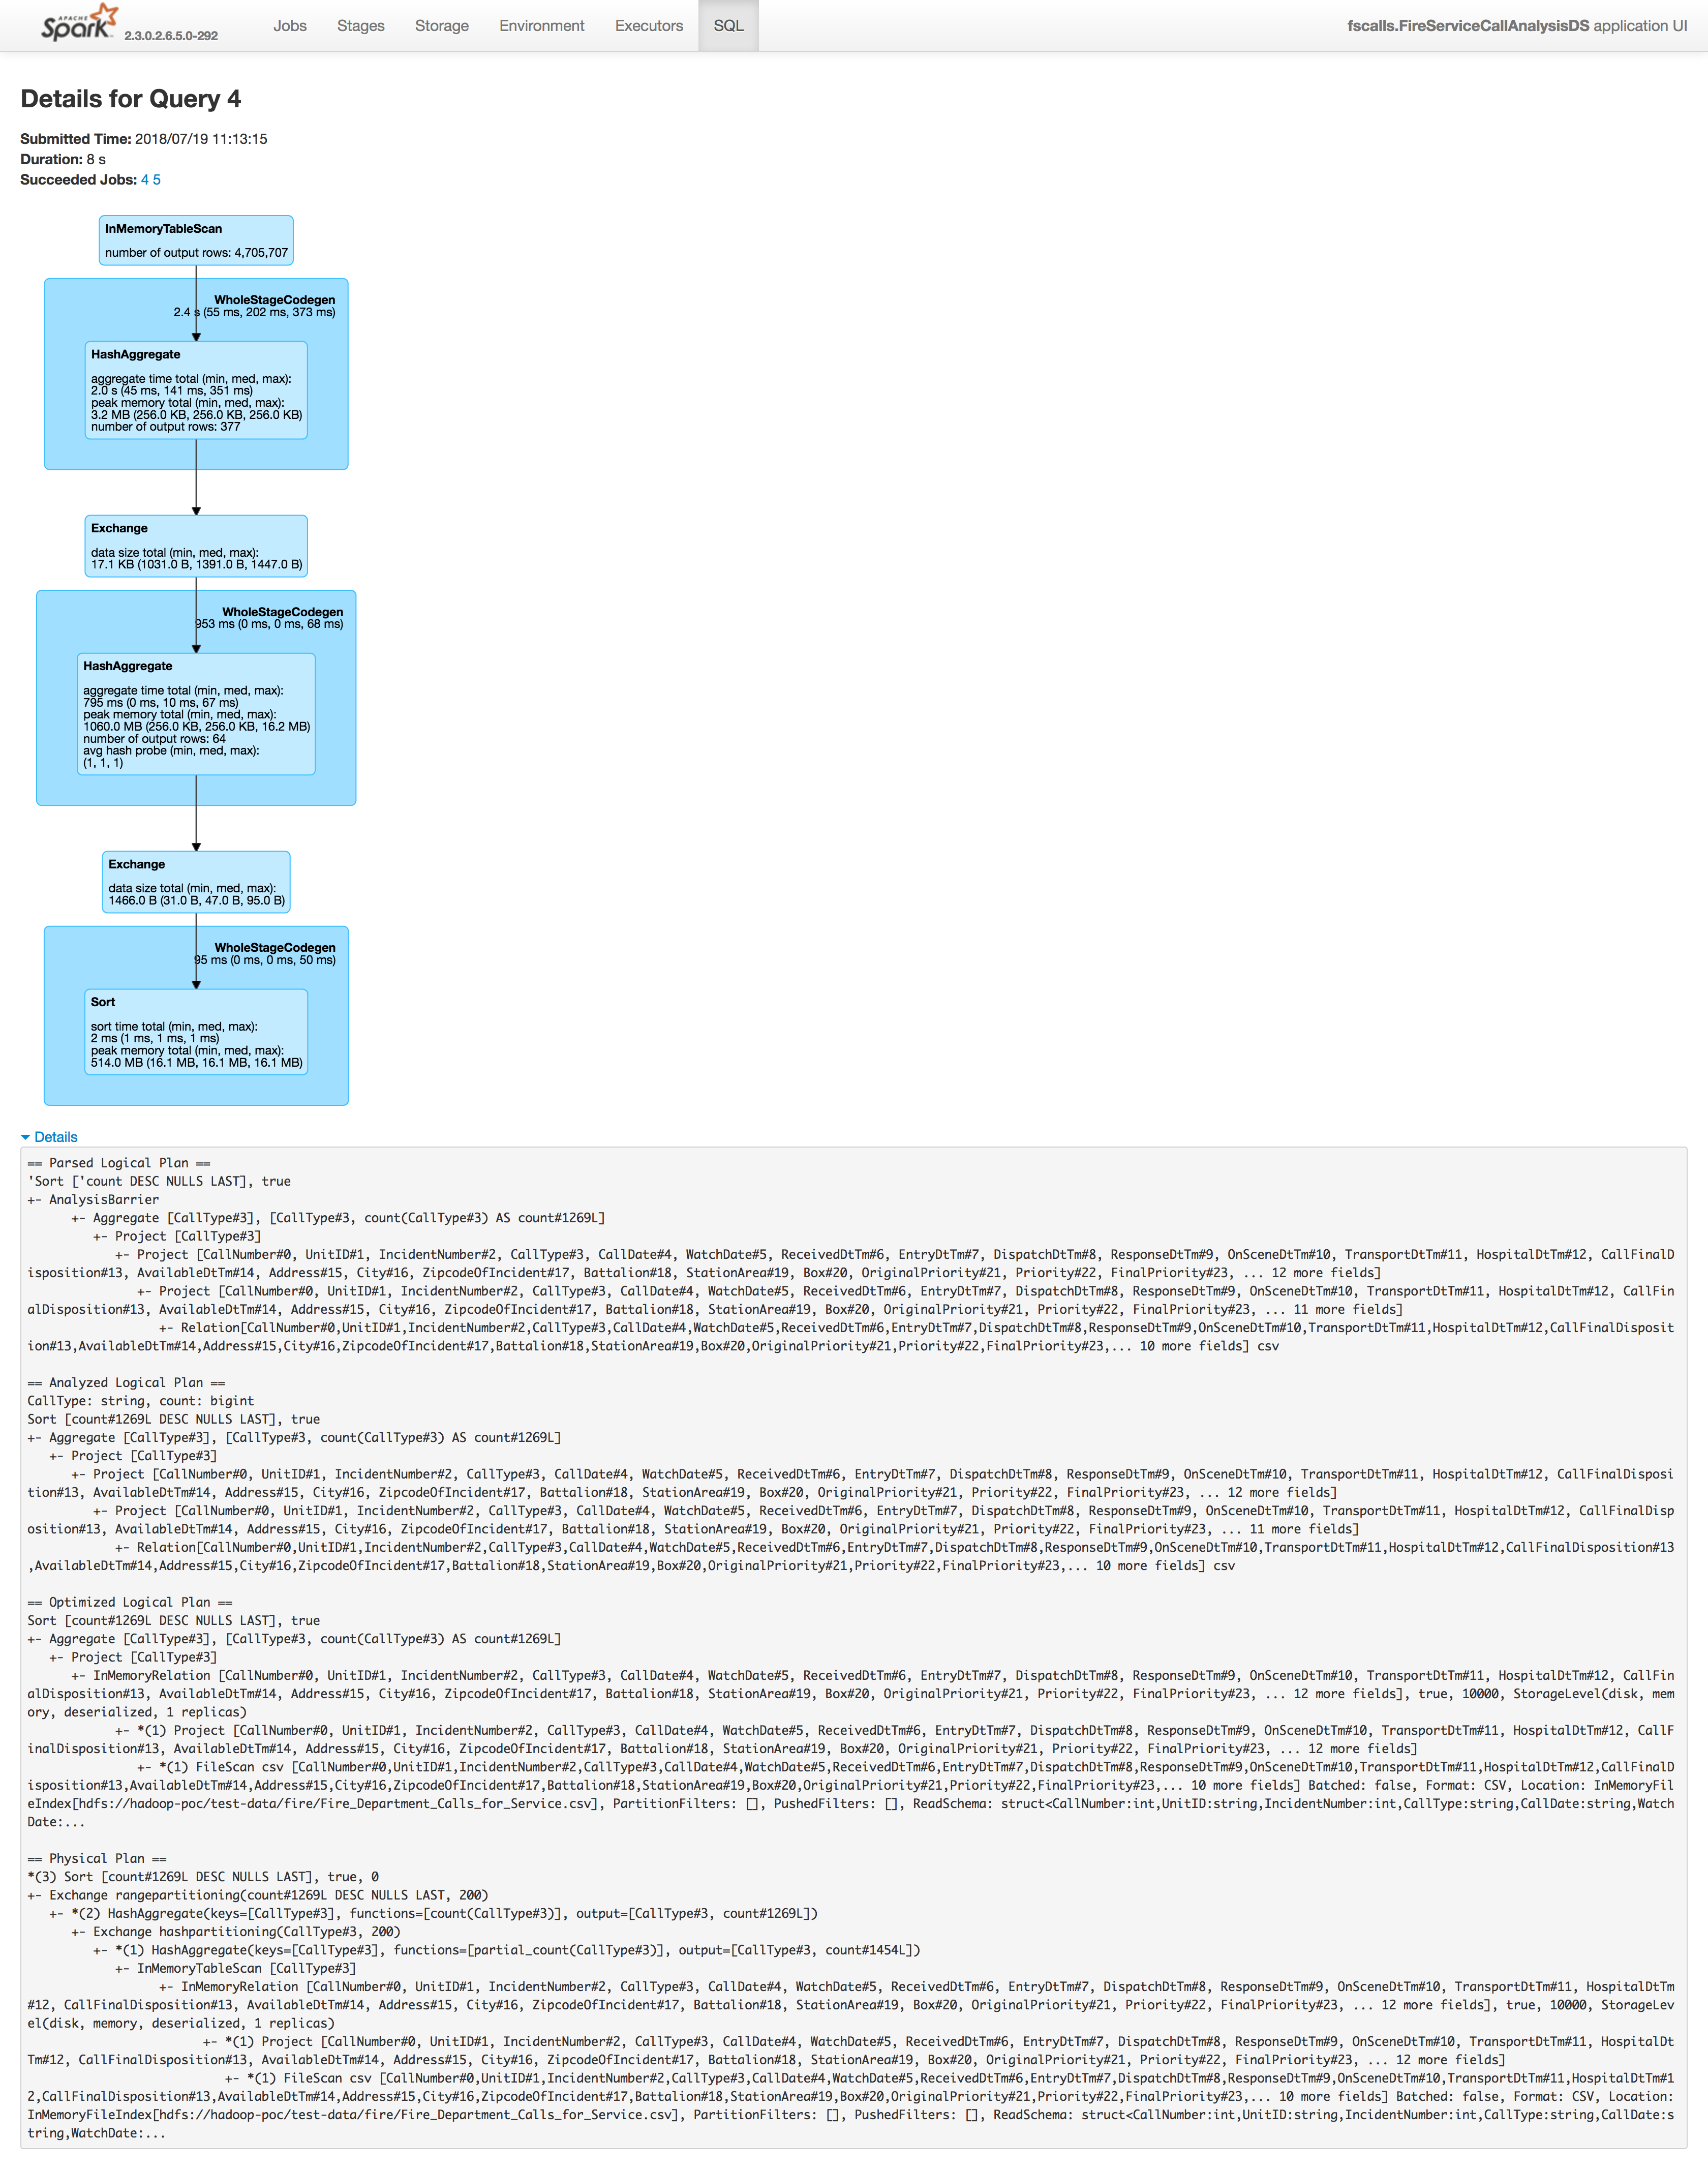 APACHE
Spark 2.3.0.2.6.5.0-292 Jobs Stages Storage Environment Executors SQL fscalls.FireServiceCallAnalysisDS application UI
Details for Query 4
Submitted Time: 2018/07/19 11:13:15
Duration: 8 s
Succeeded Jobs: 4 5
InMemoryTableScan
number of output rows: 4,705,707
WholeStageCodegen
2.4 s (55 ms, 202 ms, 373 ms)
HashAggregate
aggregate time total (min, med, max):
2.0 s (45 ms, 141 ms, 351 ms)
peak memory total (min, med, max):
3.2 MB (256.0 KB, 256.0 KB, 256.0 KB)
number of output rows: 377
Exchange
data size total (min, med, max):
17.1 KB (1031.0 B, 1391.0 B, 1447.0 B)
WholeStageCodegen
953 ms (0 ms, 0 ms, 68 ms)
HashAggregate
aggregate time total (min, med, max):
795 ms (0 ms, 10 ms, 67 ms)
peak memory total (min, med, max):
1060.0 MB (256.0 KB, 256.0 KB, 16.2 MB)
number of output rows: 64
avg hash probe (min, med, max):
(1, 1, 1)
Exchange
data size total (min, med, max):
1466.0 B (31.0 B, 47.0 B, 95.0 B)
WholeStageCodegen
95 ms (0 ms, 0 ms, 50 ms)
Sort
sort time total (min, med, max):
2 ms (1 ms, 1 ms, 1 ms)
peak memory total (min, med, max):
514.0 MB (16.1 MB, 16.1 MB, 16.1 MB)
Details
== Parsed Logical Plan ==
'Sort ['count DESC NULLS LAST], true
+- AnalysisBarrier
+- Aggregate [CallType#3], [CallType#3, count(CallType#3) AS count#1269L]
+- Project [CallType#3]
+- Project [CallNumber#0, UnitID#1, IncidentNumber#2, CallType#3, CallDate#4, WatchDate#5, ReceivedDtTm#6, EntryDtTm#7, DispatchDtTm#8, ResponseDtTm#9, OnSceneDtTm#10, TransportDtTm#11, HospitalDtTm#12, CallFinalD
isposition#13, AvailableDtTm#14, Address#15, City#16, ZipcodeOfIncident#17, Battalion#18, StationArea#19, Box#20, OriginalPriority#21, Priority#22, FinalPriority#23, ... 12 more fields]
+- Project [CallNumber#0, UnitID#1, IncidentNumber#2, CallType#3, CallDate#4, WatchDate#5, ReceivedDtTm#6, EntryDtTm#7, DispatchDtTm#8, ResponseDtTm#9, OnSceneDtTm#10, TransportDtTm#11, HospitalDtTm#12, CallFin
alDisposition#13, AvailableDtTm#14, Address#15, City#16, ZipcodeOfIncident#17, Battalion#18, StationArea#19, Box#20, OriginalPriority#21, Priority#22, FinalPriority#23, ... 11 more fields]
+- Relation[CallNumber#0,UnitID#1,IncidentNumber#2,CallType#3,CallDate#4,WatchDate#5,ReceivedDtTm#6,EntryDtTm#7,DispatchDtTm#8,ResponseDtTm#9,OnSceneDtTm#10,TransportDtTm#11,HospitalDtTm#12,CallFinalDisposit
ion#13,AvailableDtTm#14,Address#15,City#16,ZipcodeOfIncident#17,Battalion#18,StationArea#19,Box#20,OriginalPriority#21,Priority#22,FinalPriority#23,... 10 more fields] csv
== Analyzed Logical Plan ==
CallType: string, count: bigint
Sort [count#1269L DESC NULLS LAST], true
+- Aggregate [CallType#3], [CallType#3, count(CallType#3) AS count#1269L]
+- Project [CallType#3]
+- Project [CallNumber#0, UnitID#1, IncidentNumber#2, CallType#3, CallDate#4, WatchDate#5, ReceivedDtTm#6, EntryDtTm#7, DispatchDtTm#8, ResponseDtTm#9, OnSceneDtTm#10, TransportDtTm#11, HospitalDtTm#12, CallFinalDisposi
tion#13, AvailableDtTm#14, Address#15, City#16, ZipcodeOfIncident#17, Battalion#18, StationArea#19, Box#20, OriginalPriority#21, Priority#22, FinalPriority#23, ... 12 more fields]
+- Project [CallNumber#0, UnitID#1, IncidentNumber#2, CallType#3, CallDate#4, WatchDate#5, ReceivedDtTm#6, EntryDtTm#7, DispatchDtTm#8, ResponseDtTm#9, OnSceneDtTm#10, TransportDtTm#11, HospitalDtTm#12, CallFinalDisp
osition#13, AvailableDtTm#14, Address#15, City#16, ZipcodeOfIncident#17, Battalion#18, StationArea#19, Box#20, OriginalPriority#21, Priority#22, FinalPriority#23, ... 11 more fields]
+- Relation[CallNumber#0,UnitID#1,IncidentNumber#2,CallType#3,CallDate#4,WatchDate#5,ReceivedDtTm#6,EntryDtTm#7,DispatchDtTm#8,ResponseDtTm#9,OnSceneDtTm#10,TransportDtTm#11,HospitalDtTm#12,CallFinalDisposition#13
,AvailableDtTm#14,Address#15,City#16,ZipcodeOfIncident#17,Battalion#18,StationArea#19,Box#20,OriginalPriority#21,Priority#22,FinalPriority#23,... 10 more fields] csv
== Optimized Logical Plan ==
Sort [count#1269L DESC NULLS LAST], true
+- Aggregate [CallType#3], [CallType#3, count(CallType#3) AS count#1269L]
+- Project [CallType#3]
+- InMemoryRelation [CallNumber#0, UnitID#1, IncidentNumber#2, CallType#3, CallDate#4, WatchDate#5, ReceivedDtTm#6, EntryDtTm#7, DispatchDtTm#8, ResponseDtTm#9, OnSceneDtTm#10, TransportDtTm#11, HospitalDtTm#12, CallFin
alDisposition#13, AvailableDtTm#14, Address#15, City#16, ZipcodeOfIncident#17, Battalion#18, StationArea#19, Box#20, OriginalPriority#21, Priority#22, FinalPriority#23, ... 12 more fields], true, 10000, StorageLevel(disk, mem
ory, deserialized, 1 replicas)
+- *(1) Project [CallNumber#0, UnitID#1, IncidentNumber#2, CallType#3, CallDate#4, WatchDate#5, ReceivedDtTm#6, EntryDtTm#7, DispatchDtTm#8, ResponseDtTm#9, OnSceneDtTm#10, TransportDtTm#11, HospitalDtTm#12, CallF
inalDisposition#13, AvailableDtTm#14, Address#15, City#16, ZipcodeOfIncident#17, Battalion#18, StationArea#19, Box#20, OriginalPriority#21, Priority#22, FinalPriority#23, ... 12 more fields]
+- *(1) FileScan csv [CallNumber#0,UnitID#1,IncidentNumber#2,CallType#3,CallDate#4,WatchDate#5,ReceivedDtTm#6,EntryDtTm#7,DispatchDtTm#8,ResponseDtTm#9,OnSceneDtTm#10,TransportDtTm#11,HospitalDtTm#12,CallFinalD
isposition#13,AvailableDtTm#14,Address#15,City#16,ZipcodeOfIncident#17,Battalion#18,StationArea#19,Box#20,OriginalPriority#21,Priority#22,FinalPriority#23,... 10 more fields] Batched: false, Format: CSV, Location: InMemoryFil
eIndex[hdfs://hadoop-poc/test-data/fire/Fire_Department_Calls_for_Service.csv], PartitionFilters: [], PushedFilters: [], ReadSchema: struct<CallNumber:int,UnitID:string,IncidentNumber:int,CallType:string,CallDate:string,Watch
Date:...
== Physical Plan ==
*(3) Sort [count#1269L DESC NULLS LAST], true, 0
+- Exchange rangepartitioning(count#1269L DESC NULLS LAST, 200)
+- *(2) HashAggregate(keys=[CallType#3], functions=[count(CallType#3)], output=[CallType#3, count#1269L])
+- Exchange hashpartitioning(CallType#3, 200)
+- *(1) HashAggregate(keys=[CallType#3], functions=[partial_count(CallType#3)], output=[CallType#3, count#1454L])
+- InMemoryTableScan [CallType#3]
+- InMemoryRelation [CallNumber#0, UnitID#1, IncidentNumber#2, CallType#3, CallDate#4, WatchDate#5, ReceivedDtTm#6, EntryDtTm#7, DispatchDtTm#8, ResponseDtTm#9, OnSceneDtTm#10, TransportDtTm#11, HospitalDtTm
#12, CallFinalDisposition#13, AvailableDtTm#14, Address#15, City#16, ZipcodeOfIncident#17, Battalion#18, StationArea#19, Box#20, OriginalPriority#21, Priority#22, FinalPriority#23, ... 12 more fields], true, 10000, StorageLev
el(disk, memory, deserialized, 1 replicas)
+- *(1) Project [CallNumber#0, UnitID#1, IncidentNumber#2, CallType#3, CallDate#4, WatchDate#5, ReceivedDtTm#6, EntryDtTm#7, DispatchDtTm#8, ResponseDtTm#9, OnSceneDtTm#10, TransportDtTm#11, HospitalDt
Tm#12, CallFinalDisposition#13, AvailableDtTm#14, Address#15, City#16, ZipcodeOfIncident#17, Battalion#18, StationArea#19, Box#20, OriginalPriority#21, Priority#22, FinalPriority#23, ... 12 more fields]
+- *(1) FileScan csv [CallNumber#0,UnitID#1,IncidentNumber#2,CallType#3,CallDate#4,WatchDate#5,ReceivedDtTm#6,EntryDtTm#7,DispatchDtTm#8,ResponseDtTm#9,OnSceneDtTm#10,TransportDtTm#11,HospitalDtTm#1
2,CallFinalDisposition#13,AvailableDtTm#14,Address#15,City#16,ZipcodeOfIncident#17,Battalion#18,StationArea#19,Box#20,OriginalPriority#21,Priority#22,FinalPriority#23,... 10 more fields] Batched: false, Format: CSV, Location:
InMemoryFileIndex[hdfs://hadoop-poc/test-data/fire/Fire_Department_Calls_for_Service.csv], PartitionFilters: [], PushedFilters: [], ReadSchema: struct<CallNumber:int,UnitID:string,IncidentNumber:int,CallType:string,CallDate:s
tring,WatchDate:...